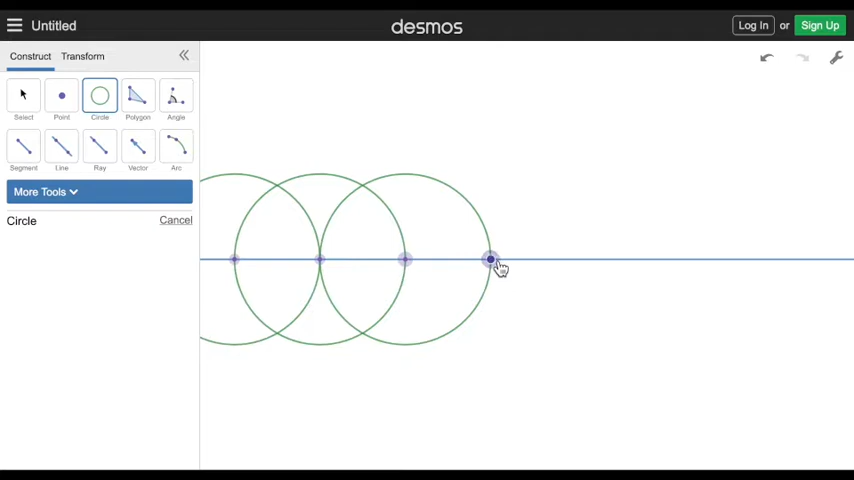 Untitled
desmos
Log In or Sign Up
Construct Transform
Select Point Circle Polygon Angle
Segment Line Ray Vector Arc
More Tools
Circle Cancel